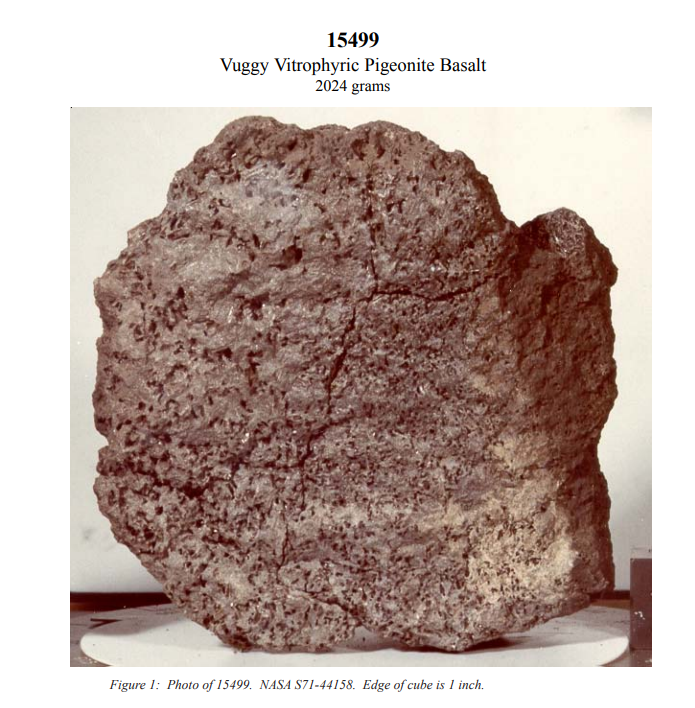 15499
Vuggy Vitrophyric Pigeonite Basalt
2024 grams
Figure 1:  Photo of 15499.  NASA S71-44158.  Edge of cube is 1 inch.